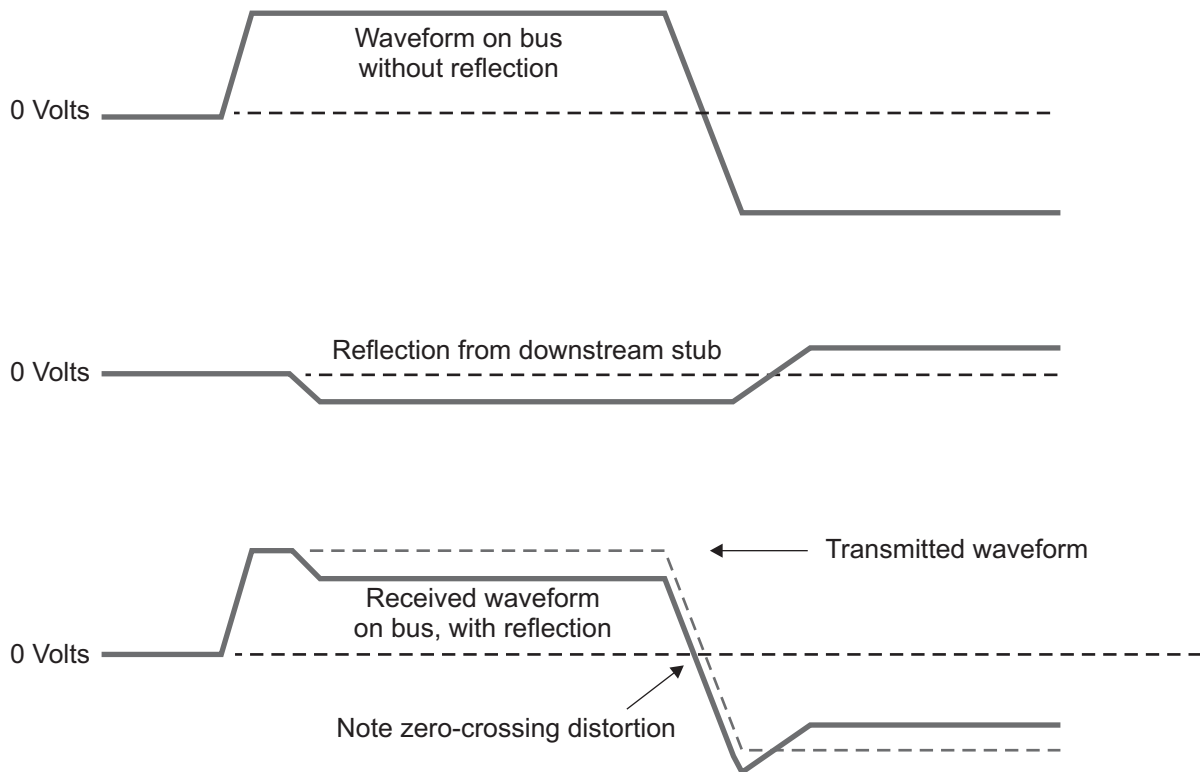 Waveform on bus
without reflection
0 Volts
Reflection from downstream stub
0 Volts
Transmitted waveform
Received waveform
on bus, with reflection
0 Volts
Note zero-crossing distortion